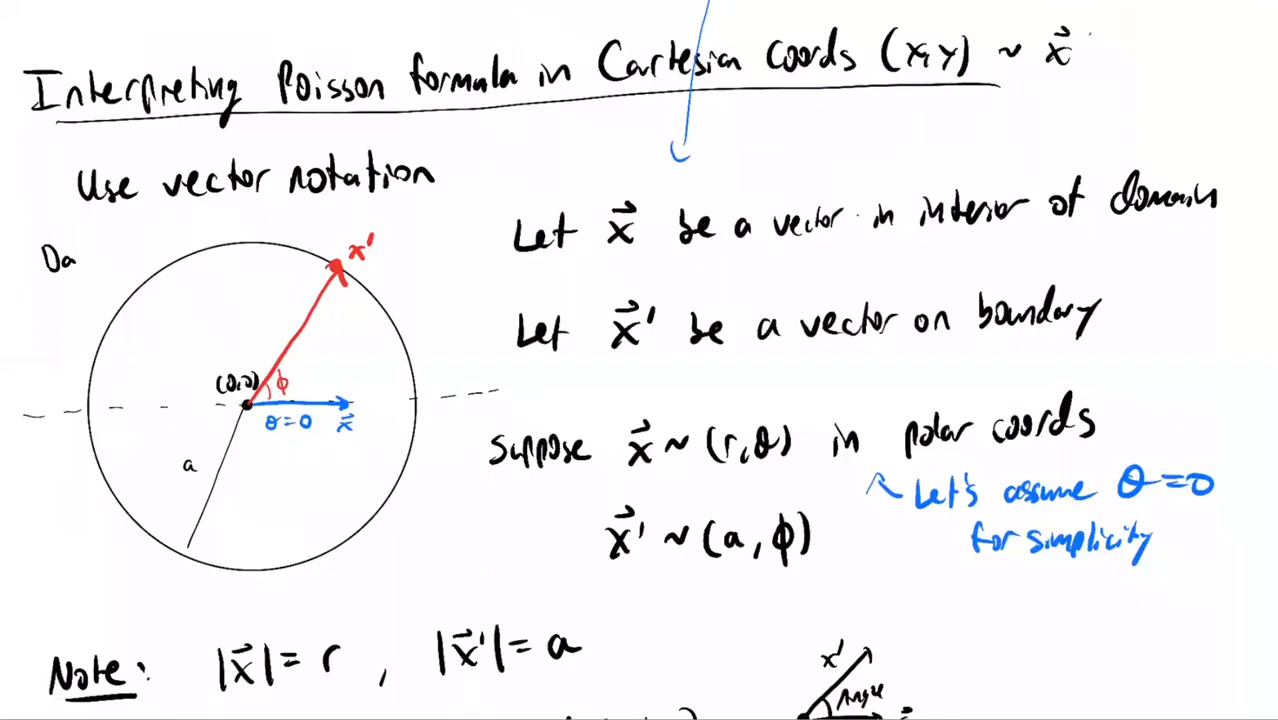 Interpreting Poisson formula in Cartesian Coords (x,y) ~ x⃗
Use vector notation
Let x⃗ be a vector in interior of domain
Da
x'
Let x⃗' be a vector on boundary
(0,0)
ϕ
θ=0
x⃗
a
Suppose x⃗ ~ (r,θ) in polar coords
Let's assume θ=0
for simplicity
x⃗' ~ (a,ϕ)
Note: |x⃗| = r , |x⃗'| = a
x'
Angle